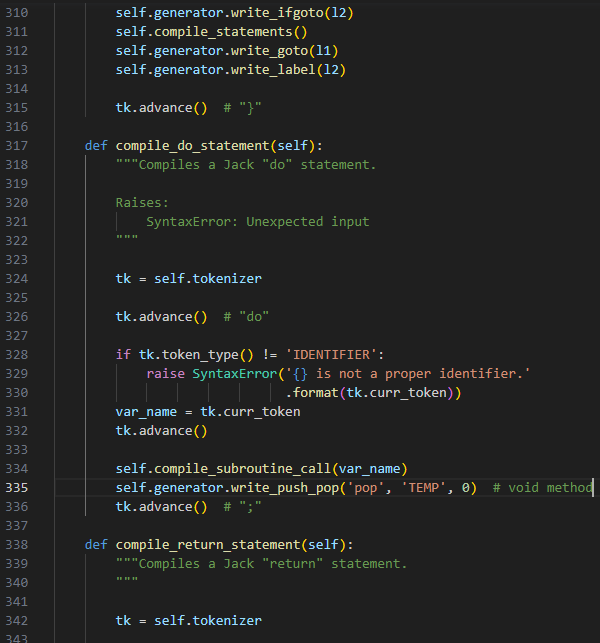 310 self.generator.write_ifgoto(l2)
311 self.compile_statements()
312 self.generator.write_goto(l1)
313 self.generator.write_label(l2)
314
315 tk.advance()  # "}"
316
317 def compile_do_statement(self):
318 """Compiles a Jack "do" statement.
319
320 Raises:
321 SyntaxError: Unexpected input
322 """
323
324 tk = self.tokenizer
325
326 tk.advance()  # "do"
327
328 if tk.token_type() != 'IDENTIFIER':
329 raise SyntaxError('{} is not a proper identifier.'
330 .format(tk.curr_token))
331 var_name = tk.curr_token
332 tk.advance()
333
334 self.compile_subroutine_call(var_name)
335 self.generator.write_push_pop('pop', 'TEMP', 0)  # void method
336 tk.advance()  # ";"
337
338 def compile_return_statement(self):
339 """Compiles a Jack "return" statement.
340 """
341
342 tk = self.tokenizer
343